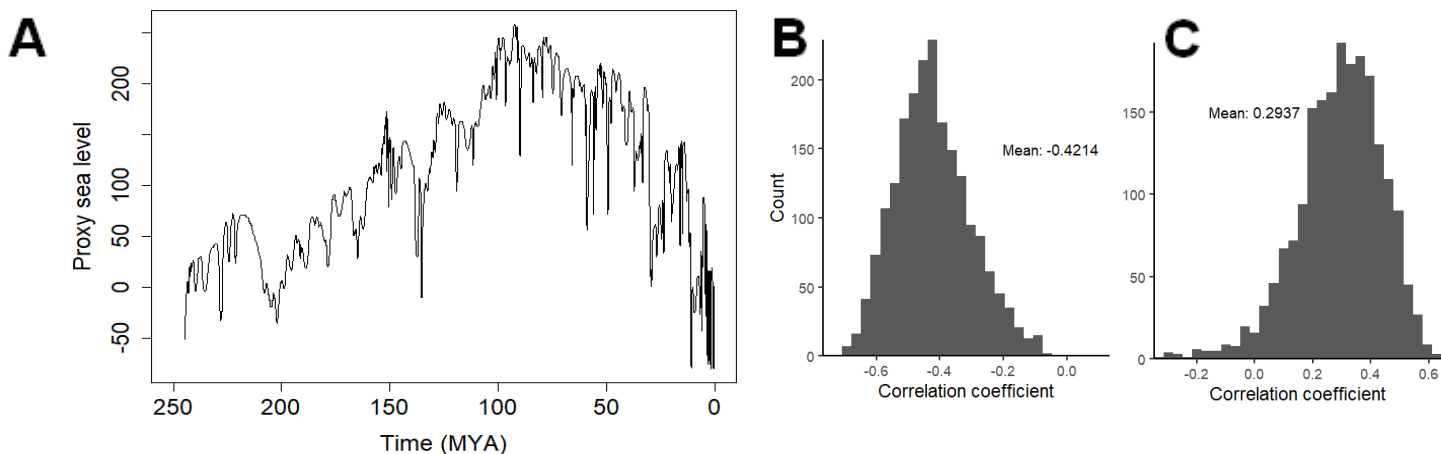 A
Proxy sea level
200
100
50
0
-50
250
200
150
100
50
0
Time (MYA)
B
Count
200
150
100
50
0
Mean: -0.4214
-0.6
-0.4
-0.2
0.0
Correlation coefficient
C
150
100
50
0
Mean: 0.2937
-0.2
0.0
0.2
0.4
0.6
Correlation coefficient